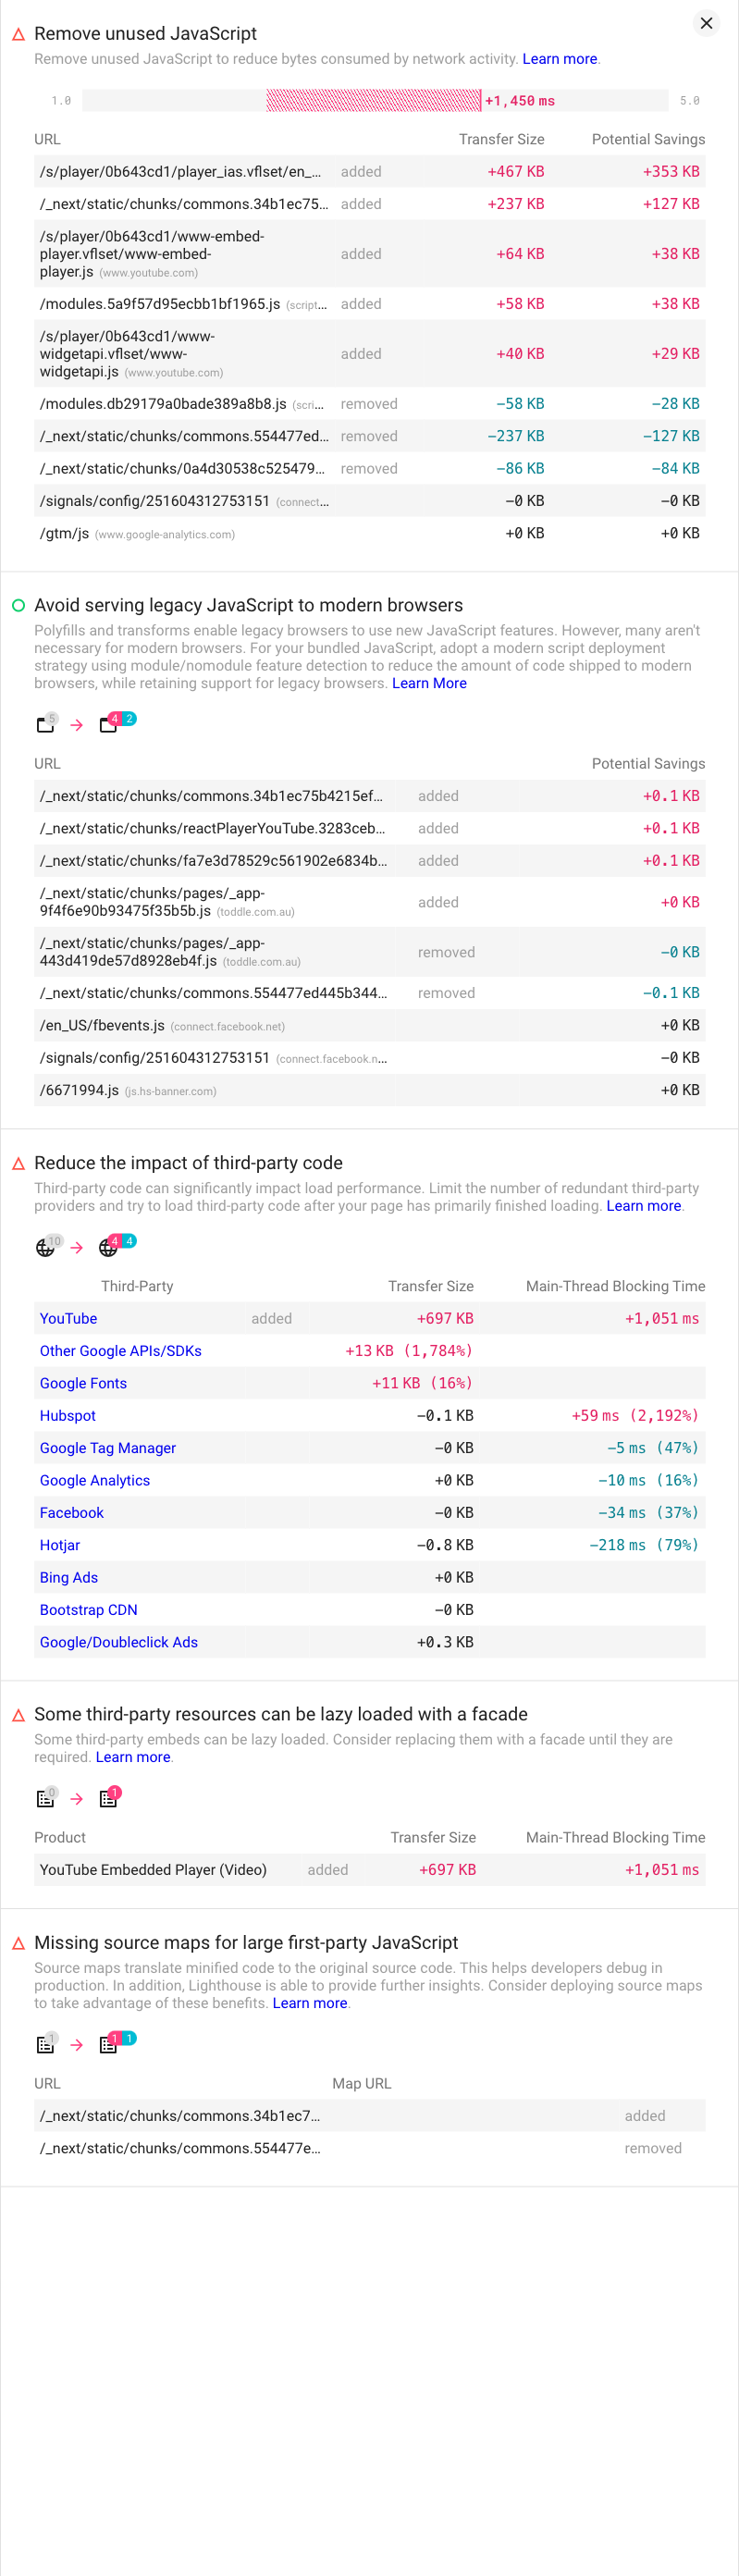 Remove unused JavaScript
Remove unused JavaScript to reduce bytes consumed by network activity. Learn more.
1.0 +1,450 ms 5.0
URL Transfer Size Potential Savings
/s/player/0b643cd1/player_ias.vflset/en_... added +467 KB +353 KB
/_next/static/chunks/commons.34b1ec75... added +237 KB +127 KB
/s/player/0b643cd1/www-embed-
player.vflset/www-embed-
player.js (www.youtube.com) added +64 KB +38 KB
/modules.5a9f57d95ecbb1bf1965.js (script... added +58 KB +38 KB
/s/player/0b643cd1/www-
widgetapi.vflset/www-
widgetapi.js (www.youtube.com) added +40 KB +29 KB
/modules.db29179a0bade389a8b8.js (scri... removed −58 KB −28 KB
/_next/static/chunks/commons.554477ed... removed −237 KB −127 KB
/_next/static/chunks/0a4d30538c525479... removed −86 KB −84 KB
/signals/config/251604312753151 (connect... −0 KB −0 KB
/gtm/js (www.google-analytics.com) +0 KB +0 KB
Avoid serving legacy JavaScript to modern browsers
Polyfills and transforms enable legacy browsers to use new JavaScript features. However, many aren't
necessary for modern browsers. For your bundled JavaScript, adopt a modern script deployment
strategy using module/nomodule feature detection to reduce the amount of code shipped to modern
browsers, while retaining support for legacy browsers. Learn More
5 → 4 2
URL Potential Savings
/_next/static/chunks/commons.34b1ec75b4215ef... added +0.1 KB
/_next/static/chunks/reactPlayerYouTube.3283ceb... added +0.1 KB
/_next/static/chunks/fa7e3d78529c561902e6834b... added +0.1 KB
/_next/static/chunks/pages/_app-
9f4f6e90b93475f35b5b.js (toddle.com.au) added +0 KB
/_next/static/chunks/pages/_app-
443d419de57d8928eb4f.js (toddle.com.au) removed −0 KB
/_next/static/chunks/commons.554477ed445b344... removed −0.1 KB
/en_US/fbevents.js (connect.facebook.net) +0 KB
/signals/config/251604312753151 (connect.facebook.n... −0 KB
/6671994.js (js.hs-banner.com) +0 KB
Reduce the impact of third-party code
Third-party code can significantly impact load performance. Limit the number of redundant third-party
providers and try to load third-party code after your page has primarily finished loading. Learn more.
10 → 4 4
Third-Party Transfer Size Main-Thread Blocking Time
YouTube added +697 KB +1,051 ms
Other Google APIs/SDKs +13 KB (1,784%)
Google Fonts +11 KB (16%)
Hubspot −0.1 KB +59 ms (2,192%)
Google Tag Manager −0 KB −5 ms (47%)
Google Analytics +0 KB −10 ms (16%)
Facebook −0 KB −34 ms (37%)
Hotjar −0.8 KB −218 ms (79%)
Bing Ads +0 KB
Bootstrap CDN −0 KB
Google/Doubleclick Ads +0.3 KB
Some third-party resources can be lazy loaded with a facade
Some third-party embeds can be lazy loaded. Consider replacing them with a facade until they are
required. Learn more.
0 → 1
Product Transfer Size Main-Thread Blocking Time
YouTube Embedded Player (Video) added +697 KB +1,051 ms
Missing source maps for large first-party JavaScript
Source maps translate minified code to the original source code. This helps developers debug in
production. In addition, Lighthouse is able to provide further insights. Consider deploying source maps
to take advantage of these benefits. Learn more.
1 → 1 1
URL Map URL
/_next/static/chunks/commons.34b1ec7... added
/_next/static/chunks/commons.554477e... removed